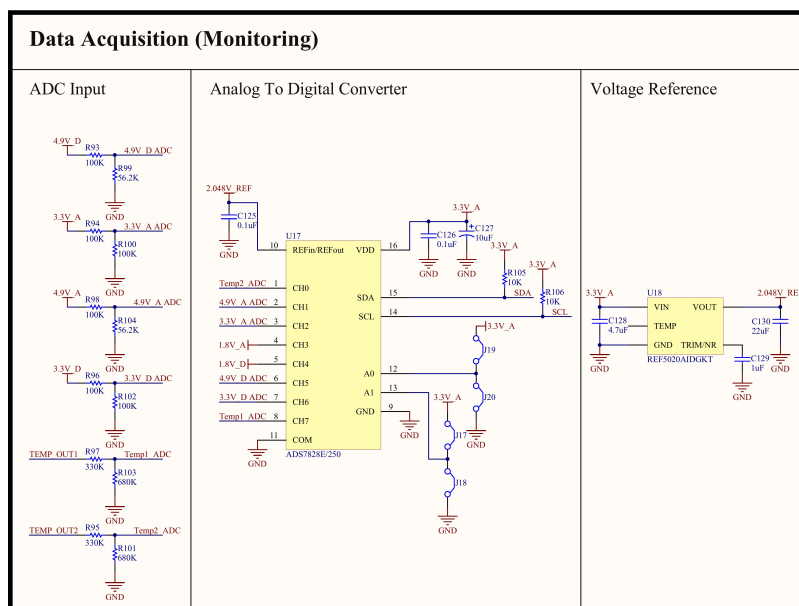 Data Acquisition (Monitoring)
ADC Input
Analog To Digital Converter
Voltage Reference
4.9V_D
R93
100K
4.9V_D ADC
R99
56.2K
GND
3.3V_A
R94
100K
3.3V_A ADC
R100
100K
GND
4.9V_A
R98
100K
4.9V_A ADC
R104
56.2K
GND
3.3V_D
R96
100K
3.3V_D ADC
R102
100K
GND
TEMP_OUT1
R97
330K
Temp1_ADC
R103
680K
GND
TEMP_OUT2
R95
330K
Temp2_ADC
R101
680K
GND
2.048V_REF
C125
0.1uF
GND
U17
10 REFin/REFout VDD 16
Temp2_ADC 1 CH0
4.9V_A ADC 2 CH1
3.3V_A ADC 3 CH2
1.8V_A 4 CH3
1.8V_D 5 CH4
4.9V_D ADC 6 CH5
3.3V_D ADC 7 CH6
Temp1_ADC 8 CH7
11 COM
GND
SDA 15
SCL 14
A0 12
A1 13
GND 9
GND
ADS7828E/250
3.3V_A
C126
0.1uF
GND
C127
10uF
GND
3.3V_A
R105
10K
SDA
3.3V_A
R106
10K
SCL
3.3V_A
J19
J20
GND
3.3V_A
J17
J18
GND
3.3V_A
C128
4.7uF
GND
U18
VIN VOUT
TEMP
GND TRIM/NR
REF5020AIDGKT
2.048V_RE
C130
22uF
GND
C129
1uF
GND